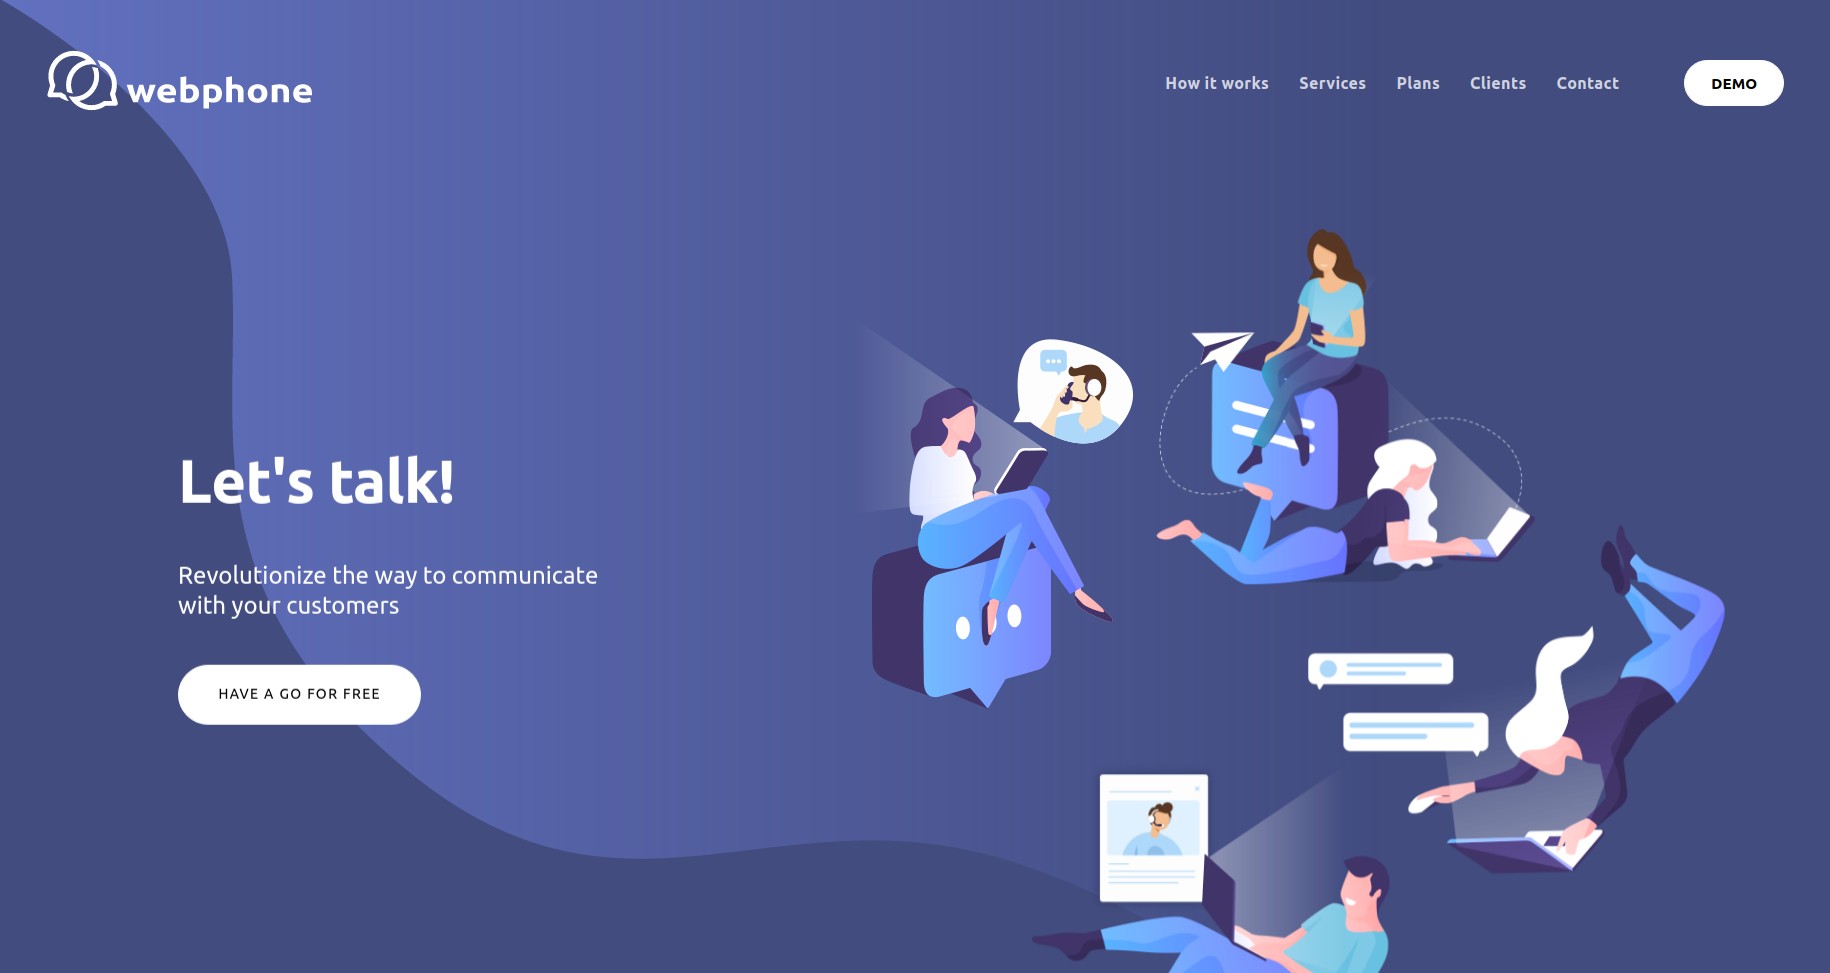 webphone
How it works Services Plans Clients Contact DEMO
Let's talk!
Revolutionize the way to communicate
with your customers
HAVE A GO FOR FREE